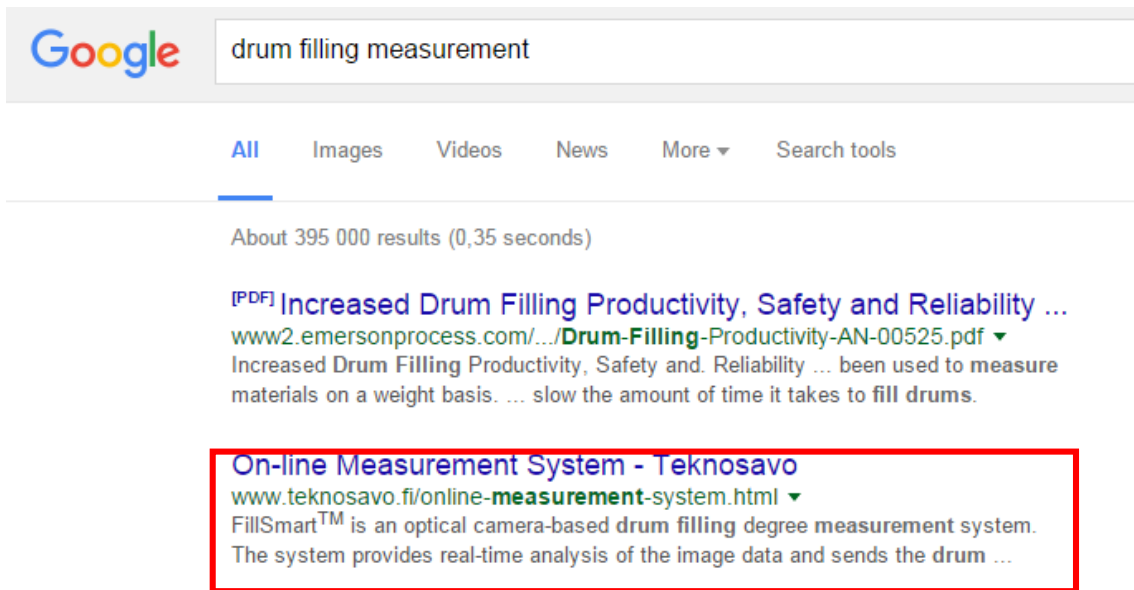 Google
drum filling measurement
All Images Videos News More Search tools
About 395 000 results (0,35 seconds)
[PDF] Increased Drum Filling Productivity, Safety and Reliability ...
www2.emersonprocess.com/.../Drum-Filling-Productivity-AN-00525.pdf
Increased Drum Filling Productivity, Safety and. Reliability ... been used to measure
materials on a weight basis. ... slow the amount of time it takes to fill drums.
On-line Measurement System - Teknosavo
www.teknosavo.fi/online-measurement-system.html
FillSmartTM is an optical camera-based drum filling degree measurement system.
The system provides real-time analysis of the image data and sends the drum ...